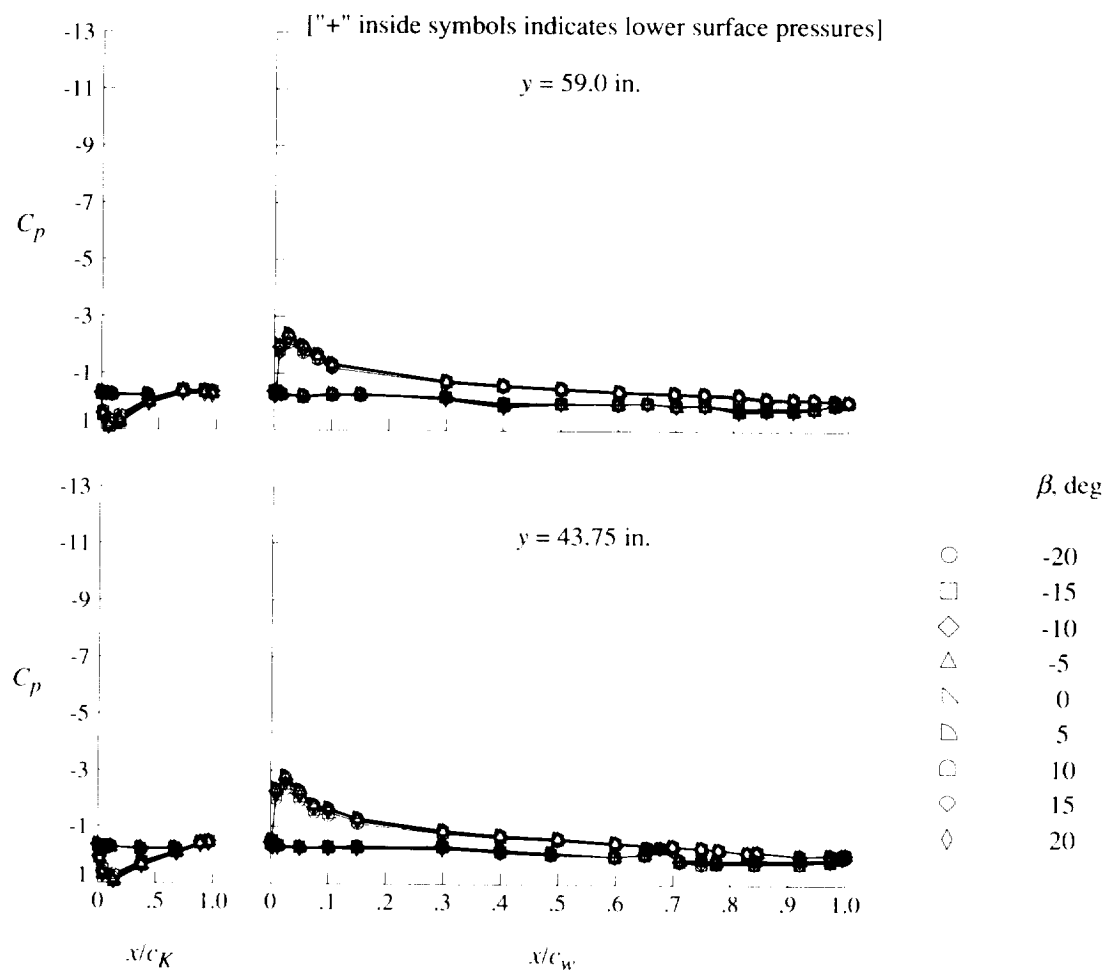 ["+" inside symbols indicates lower surface pressures]
y = 59.0 in.
-13
-11
-9
-7
-5
-3
-1
1
C_p
y = 43.75 in.
-13
-11
-9
-7
-5
-3
-1
1
C_p
0 .5 1.0
x/c_K
0 .1 .2 .3 .4 .5 .6 .7 .8 .9 1.0
x/c_w
β, deg
-20
-15
-10
-5
0
5
10
15
20